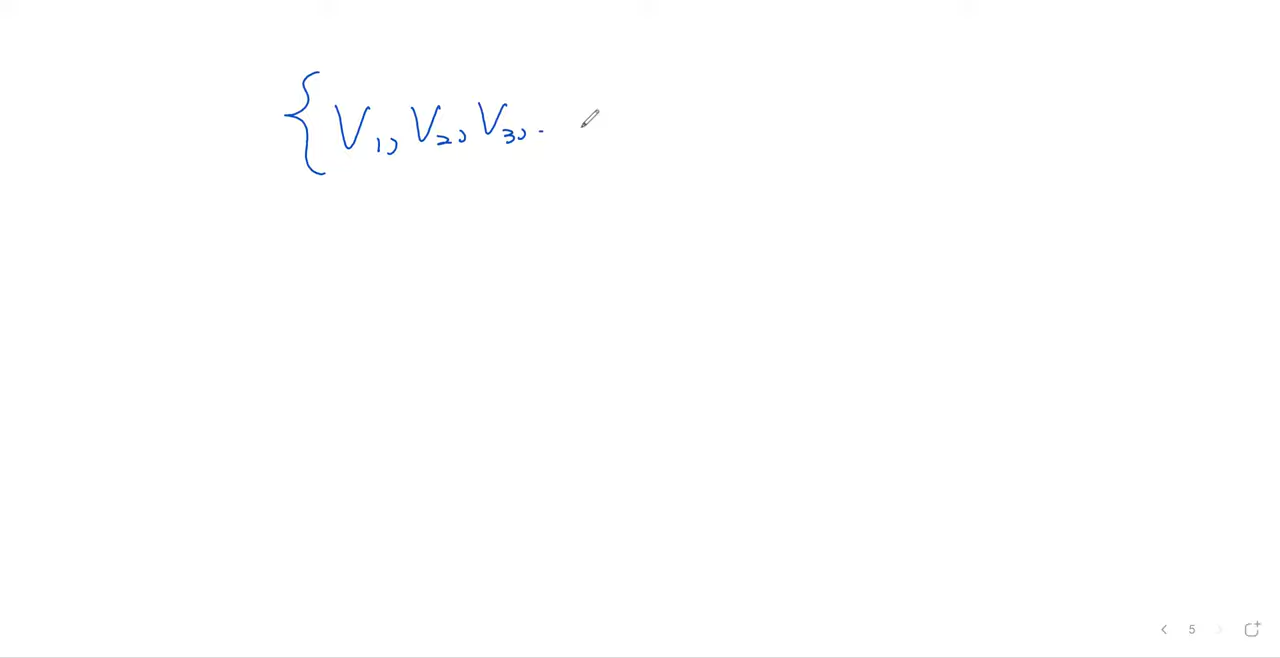 { V₁, V₂, V₃, .
5